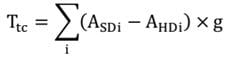 T_tc = ∑_i (A_SDi − A_HDi) × g